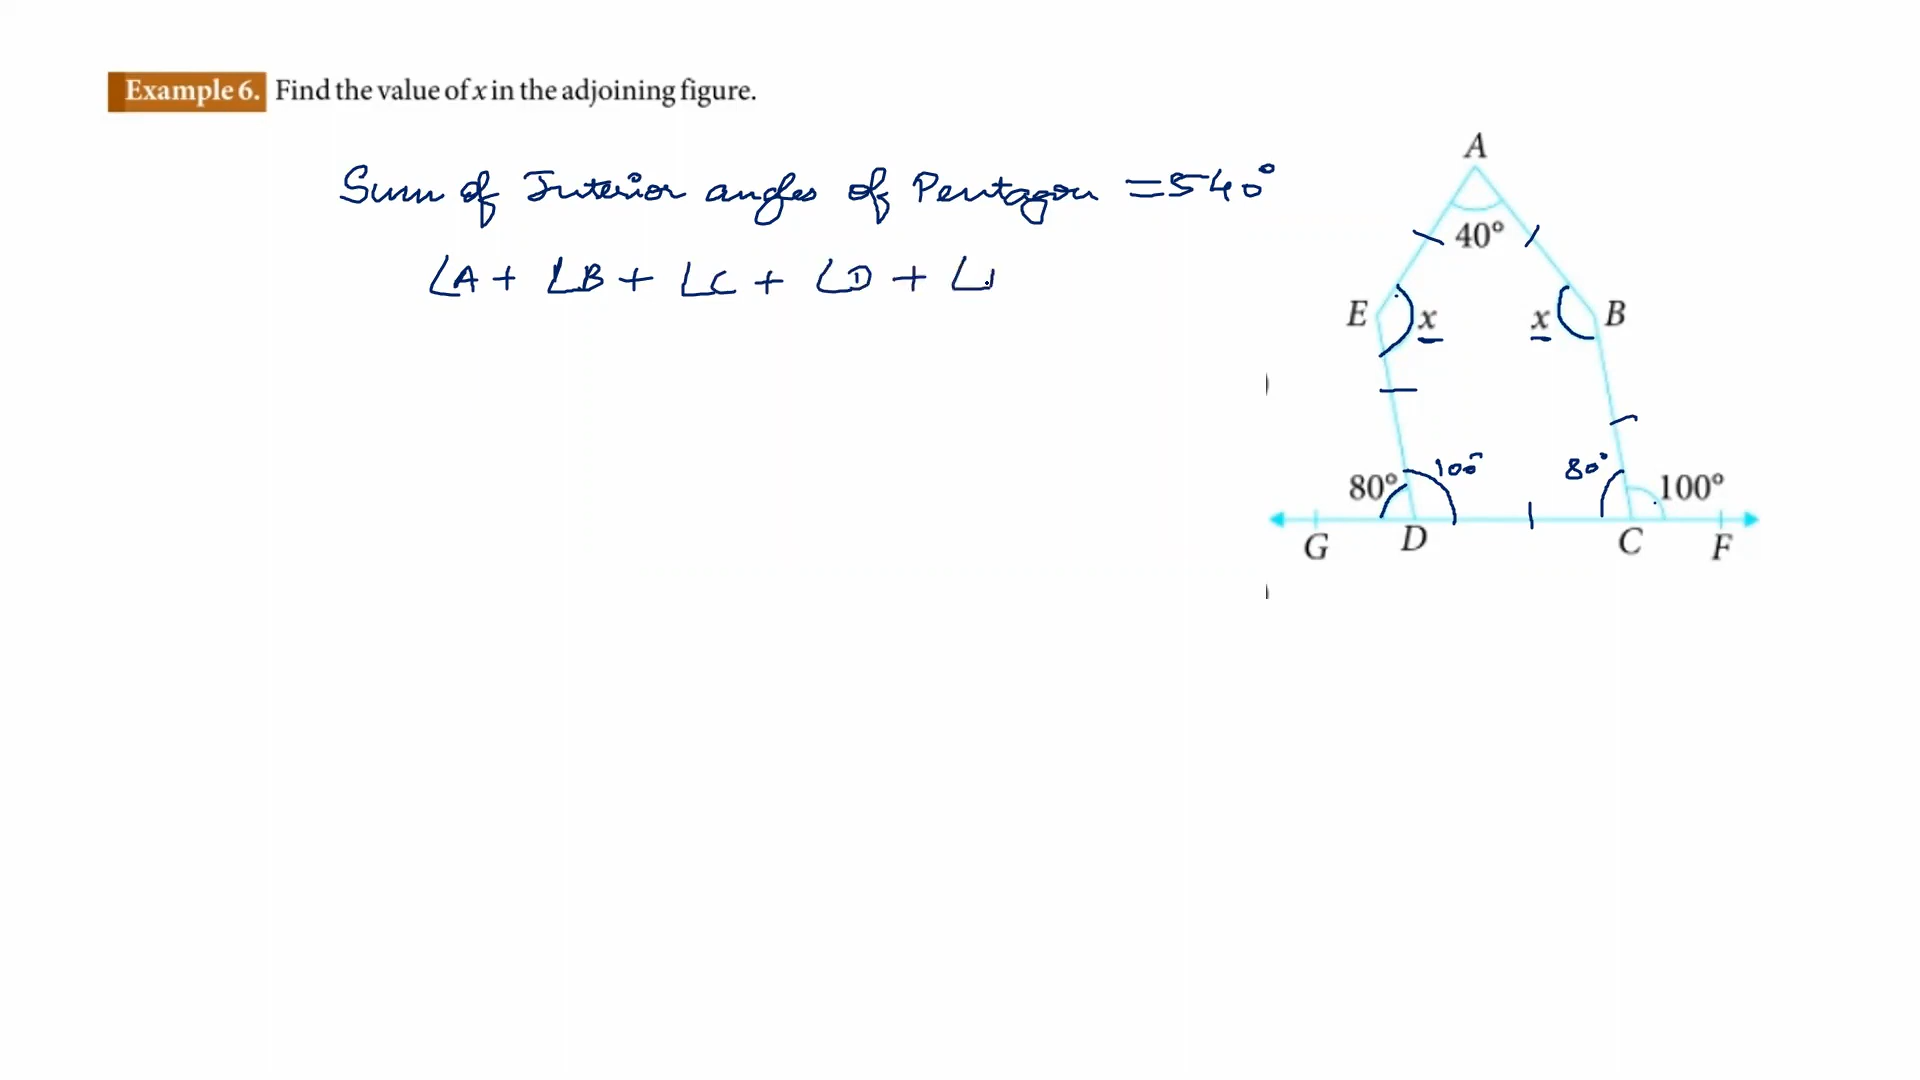 Example 6. Find the value of x in the adjoining figure.
Sum of Interior angles of Pentagon = 540°
∠A + ∠B + ∠C + ∠D + ∠
A
40°
E x x B
100° 80°
80° 100°
G D C F